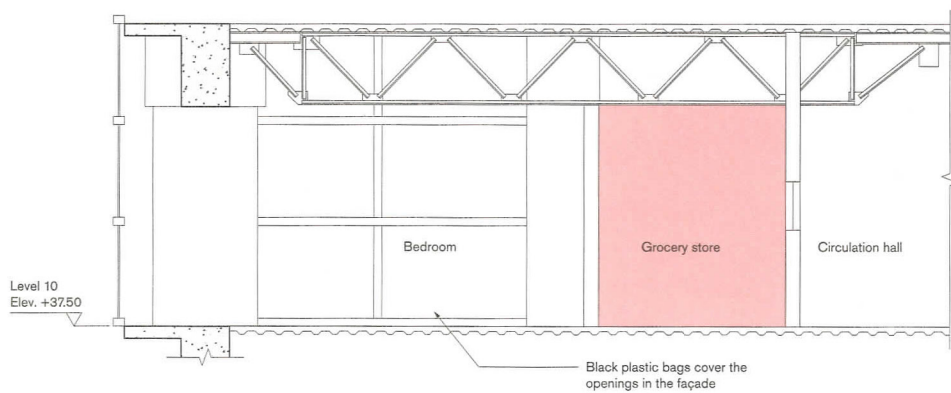 Bedroom
Grocery store
Circulation hall
Level 10
Elev. +37.50
Black plastic bags cover the
openings in the façade